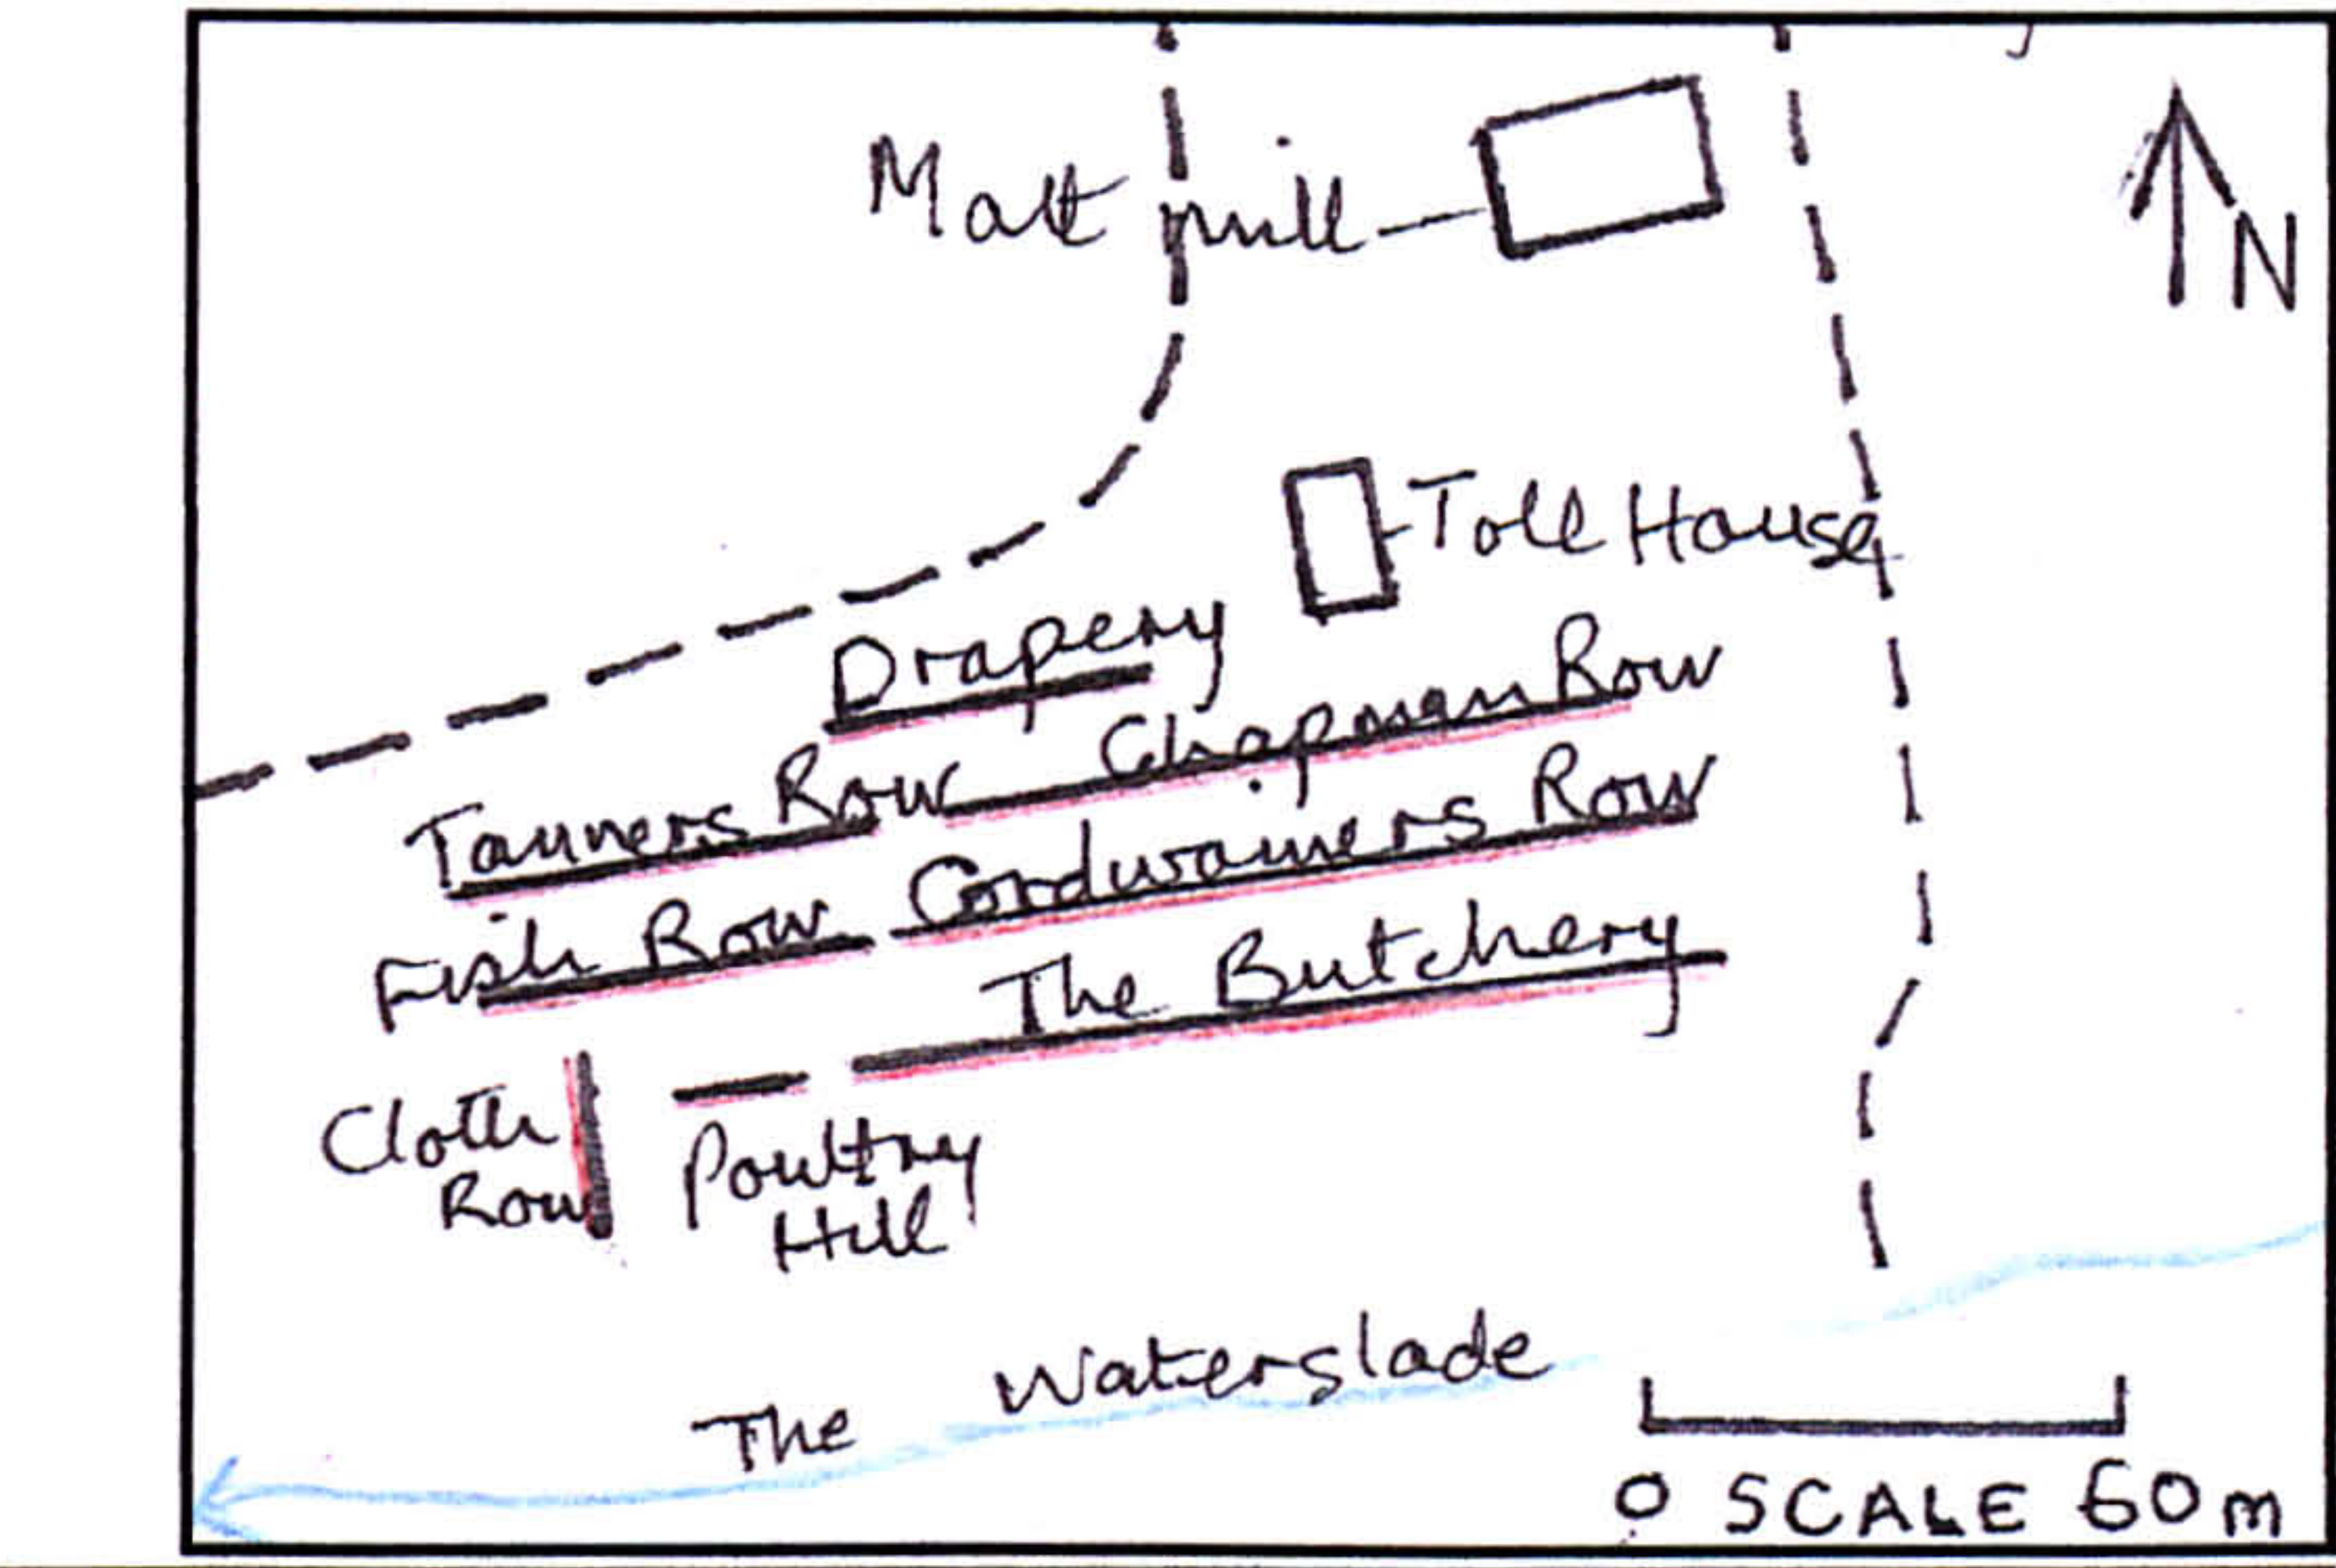 Malt mill
N
Toll House
Drapery
Chapman Row
Tanners Row
Cordwainers Row
Fish Row
The Butchery
Cloth
Row
Poultry
Hill
The Waterslade
0 SCALE 60m